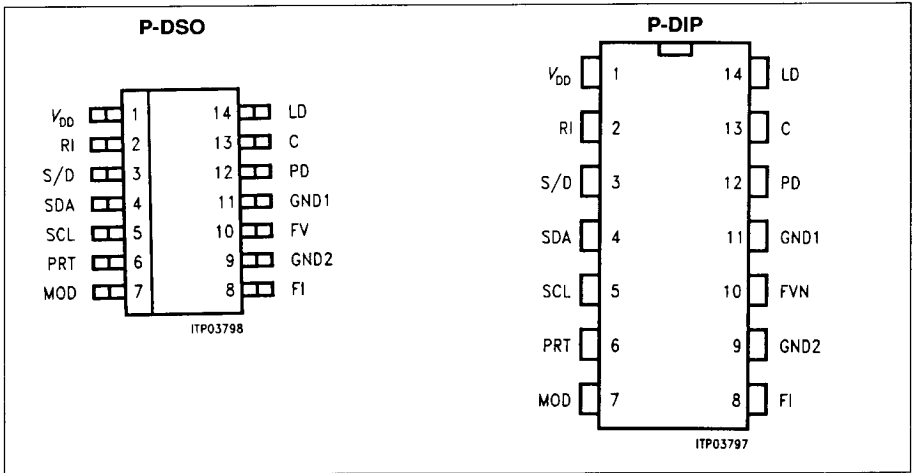 P-DSO
V_DD 1 14 LD
RI 2 13 C
S/D 3 12 PD
SDA 4 11 GND1
SCL 5 10 FV
PRT 6 9 GND2
MOD 7 8 FI
ITP03798
P-DIP
V_DD 1 14 LD
RI 2 13 C
S/D 3 12 PD
SDA 4 11 GND1
SCL 5 10 FVN
PRT 6 9 GND2
MOD 7 8 FI
ITP03797